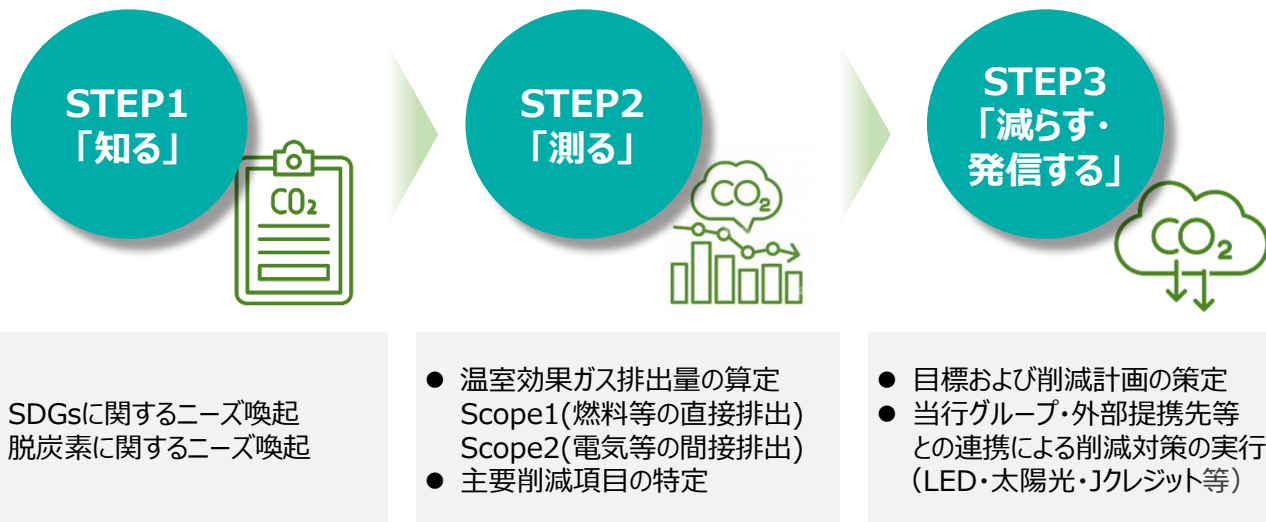 STEP1
「知る」
CO₂
SDGsに関するニーズ喚起
脱炭素に関するニーズ喚起
STEP2
「測る」
CO₂
● 温室効果ガス排出量の算定
Scope1(燃料等の直接排出)
Scope2(電気等の間接排出)
● 主要削減項目の特定
STEP3
「減らす・
発信する」
CO₂
● 目標および削減計画の策定
● 当行グループ・外部提携先等
との連携による削減対策の実行
（LED・太陽光・Jクレジット等）